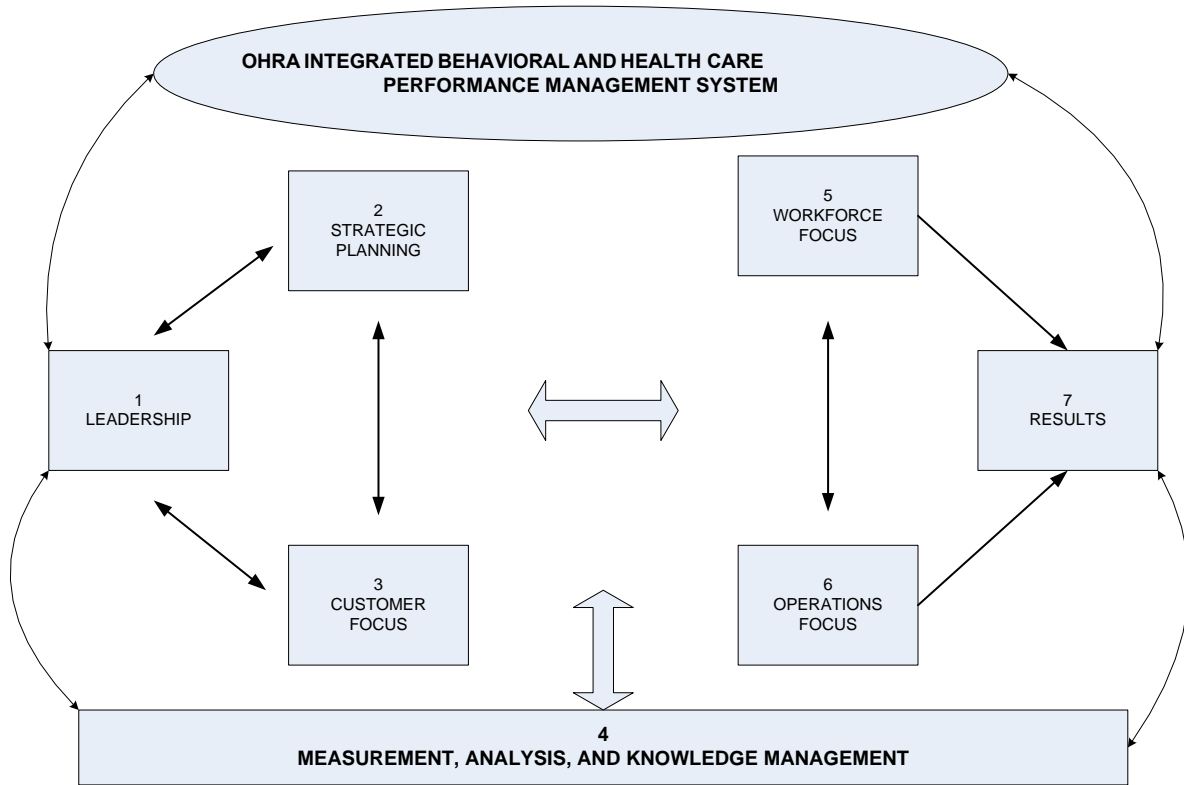 OHRA INTEGRATED BEHAVIORAL AND HEALTH CARE
PERFORMANCE MANAGEMENT SYSTEM
2
STRATEGIC
PLANNING
5
WORKFORCE
FOCUS
1
LEADERSHIP
7
RESULTS
3
CUSTOMER
FOCUS
6
OPERATIONS
FOCUS
4
MEASUREMENT, ANALYSIS, AND KNOWLEDGE MANAGEMENT